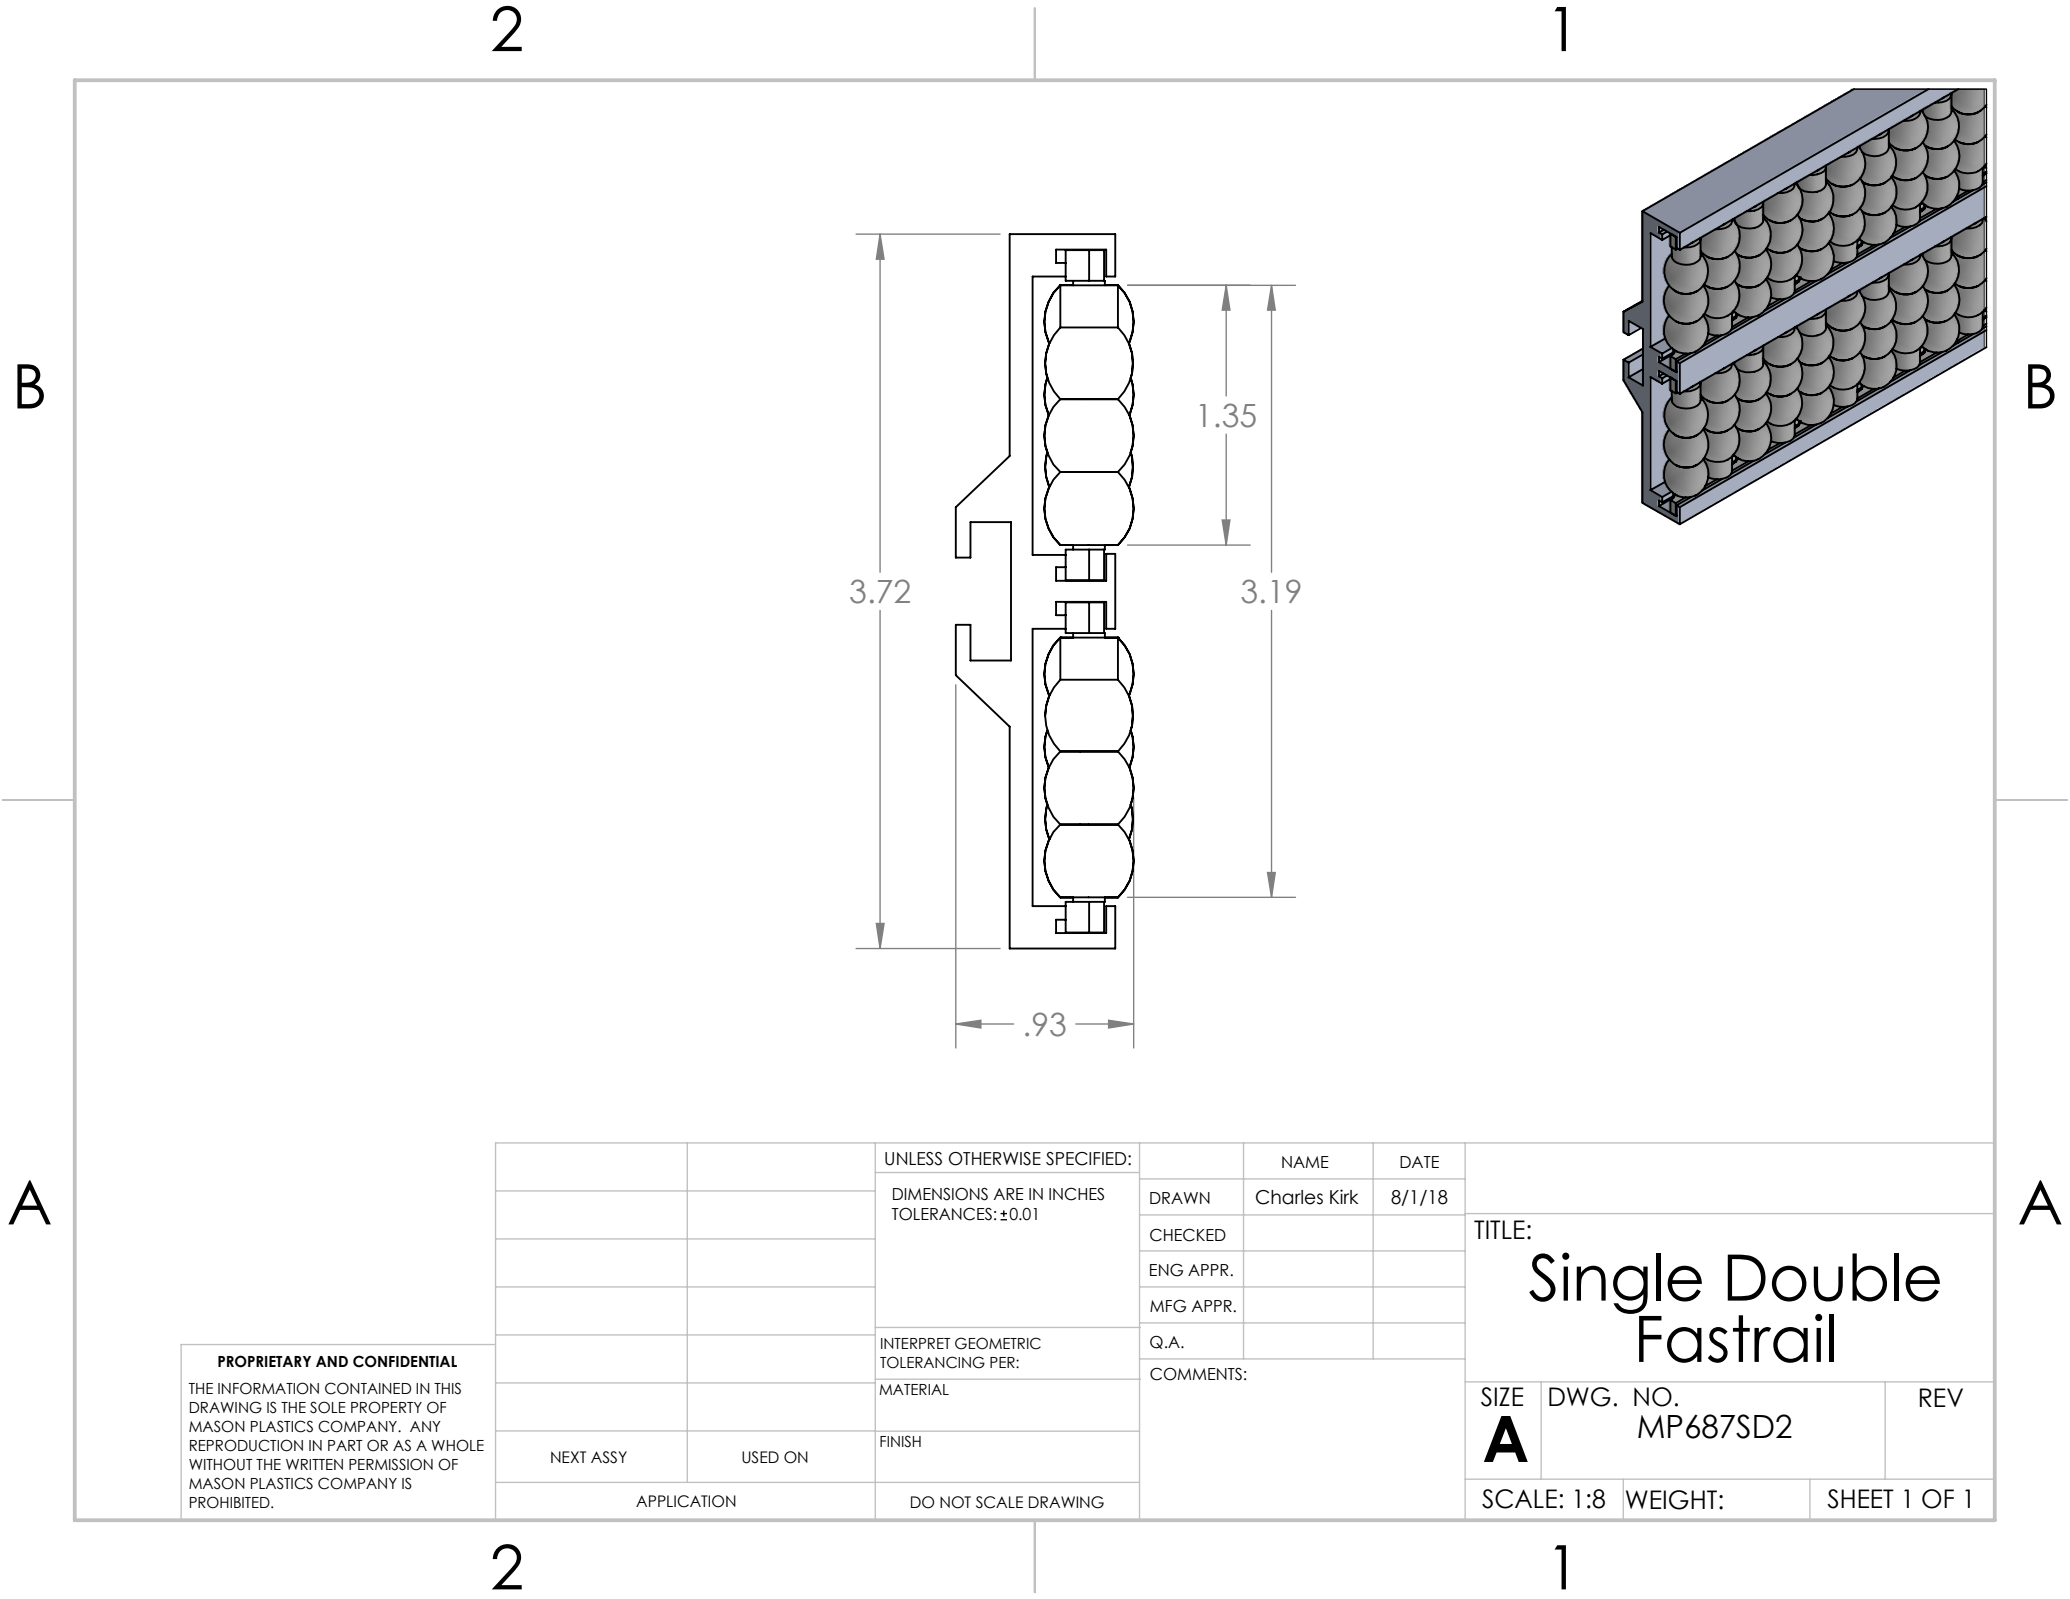 2
1
B
B
1.35
3.72
3.19
.93
A
A
UNLESS OTHERWISE SPECIFIED:
DIMENSIONS ARE IN INCHES
TOLERANCES: ±0.01
INTERPRET GEOMETRIC
TOLERANCING PER:
MATERIAL
FINISH
DO NOT SCALE DRAWING
NAME
DATE
DRAWN
Charles Kirk
8/1/18
CHECKED
ENG APPR.
MFG APPR.
Q.A.
COMMENTS:
TITLE:
Single Double
Fastrail
SIZE
A
DWG. NO.
MP687SD2
REV
SCALE: 1:8
WEIGHT:
SHEET 1 OF 1
PROPRIETARY AND CONFIDENTIAL
THE INFORMATION CONTAINED IN THIS
DRAWING IS THE SOLE PROPERTY OF
MASON PLASTICS COMPANY. ANY
REPRODUCTION IN PART OR AS A WHOLE
WITHOUT THE WRITTEN PERMISSION OF
MASON PLASTICS COMPANY IS
PROHIBITED.
NEXT ASSY
USED ON
APPLICATION
2
1